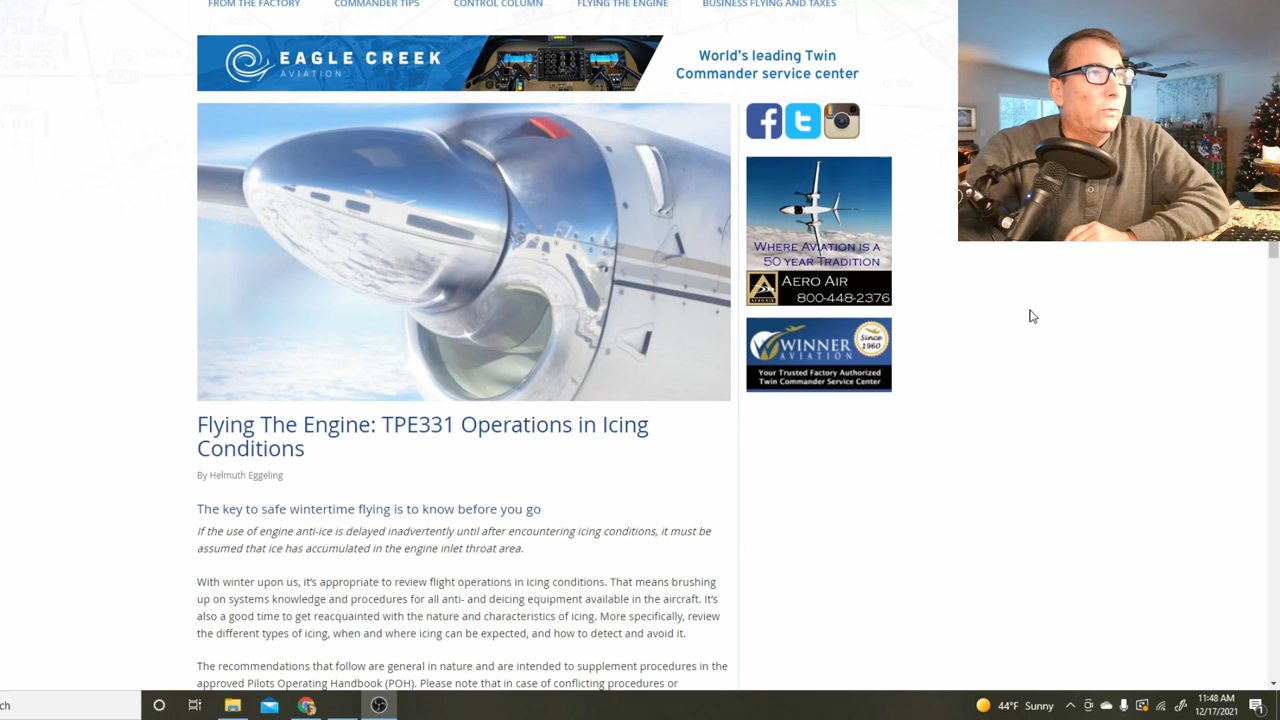 FROM THE FACTORY
COMMANDER TIPS
CONTROL COLUMN
FLYING THE ENGINE
BUSINESS FLYING AND TAXES
EAGLE CREEK
AVIATION
World's leading Twin
Commander service center
WHERE AVIATION IS A
50 YEAR TRADITION
AERO AIR
800-448-2376
WINNER
AVIATION
Since
1960
Your Trusted Factory Authorized
Twin Commander Service Center
Flying The Engine: TPE331 Operations in Icing
Conditions
By Helmuth Eggeling
The key to safe wintertime flying is to know before you go
If the use of engine anti-ice is delayed inadvertently until after encountering icing conditions, it must be
assumed that ice has accumulated in the engine inlet throat area.
With winter upon us, it's appropriate to review flight operations in icing conditions. That means brushing
up on systems knowledge and procedures for all anti- and deicing equipment available in the aircraft. It's
also a good time to get reacquainted with the nature and characteristics of icing. More specifically, review
the different types of icing, when and where icing can be expected, and how to detect and avoid it.
The recommendations that follow are general in nature and are intended to supplement procedures in the
approved Pilots Operating Handbook (POH). Please note that in case of conflicting procedures or
ch
44°F Sunny
11:48 AM
12/17/2021
1